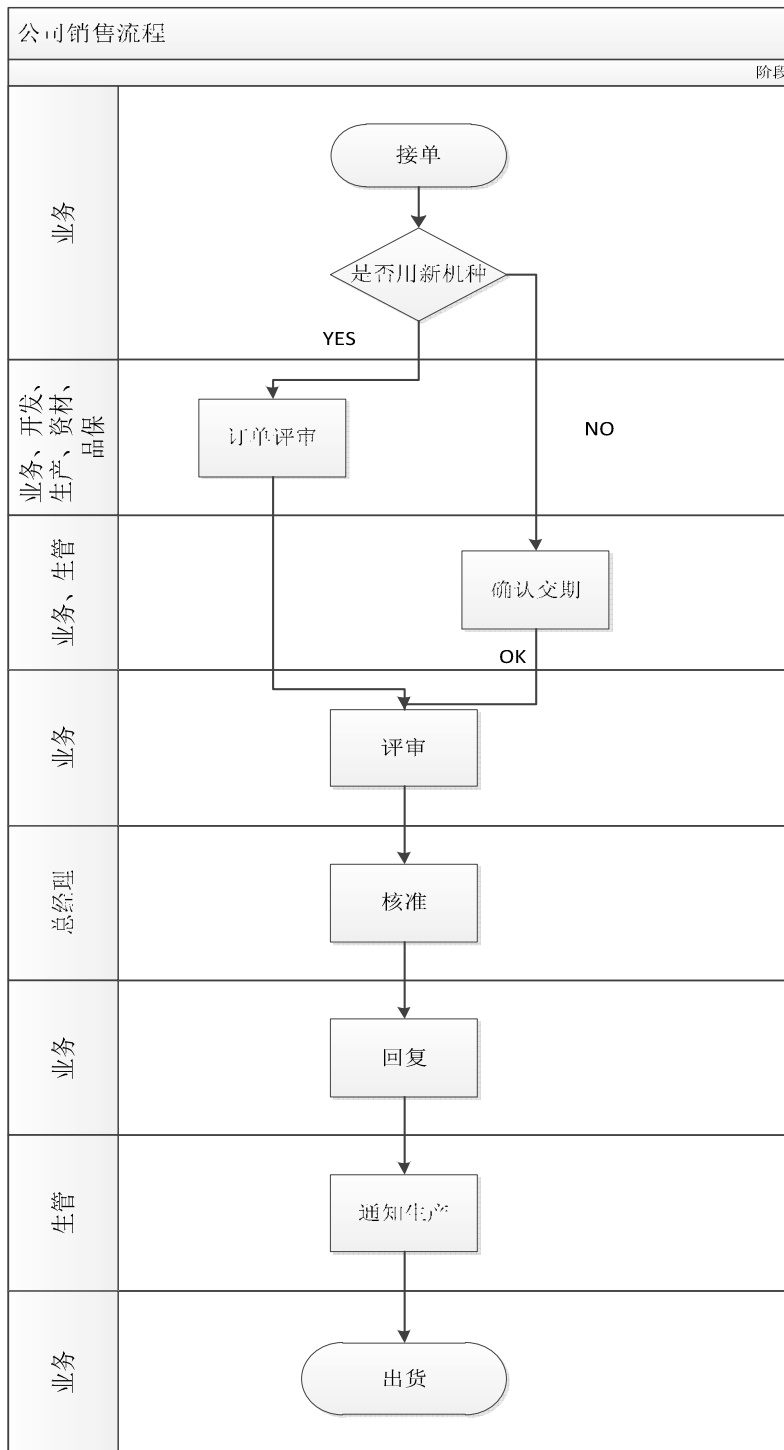 公司销售流程
阶段
业务
接单
是否用新机种
YES
业务、开发、
生产、资材、
品保
订单评审
NO
业务、生管
确认交期
OK
业务
评审
总经理
核准
业务
回复
生管
通知生产
业务
出货